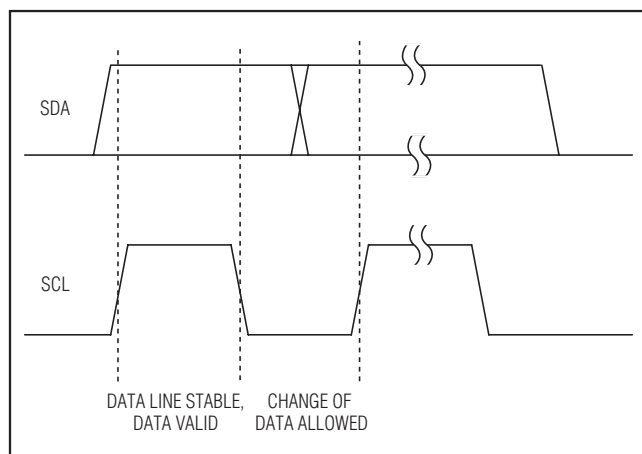 SDA
SCL
DATA LINE STABLE,
DATA VALID
CHANGE OF
DATA ALLOWED